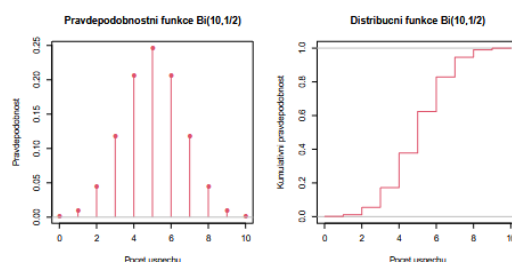 Pravdepodobnostni funkce Bi(10,1/2)
Pravdepodobnost
0.25
0.20
0.15
0.10
0.05
0.00
0 2 4 6 8 10
Pocet uspechu
Distribucni funkce Bi(10,1/2)
Kumulativni pravdepodobnost
1.0
0.8
0.6
0.4
0.2
0.0
0 2 4 6 8 10
Pocet uspechu